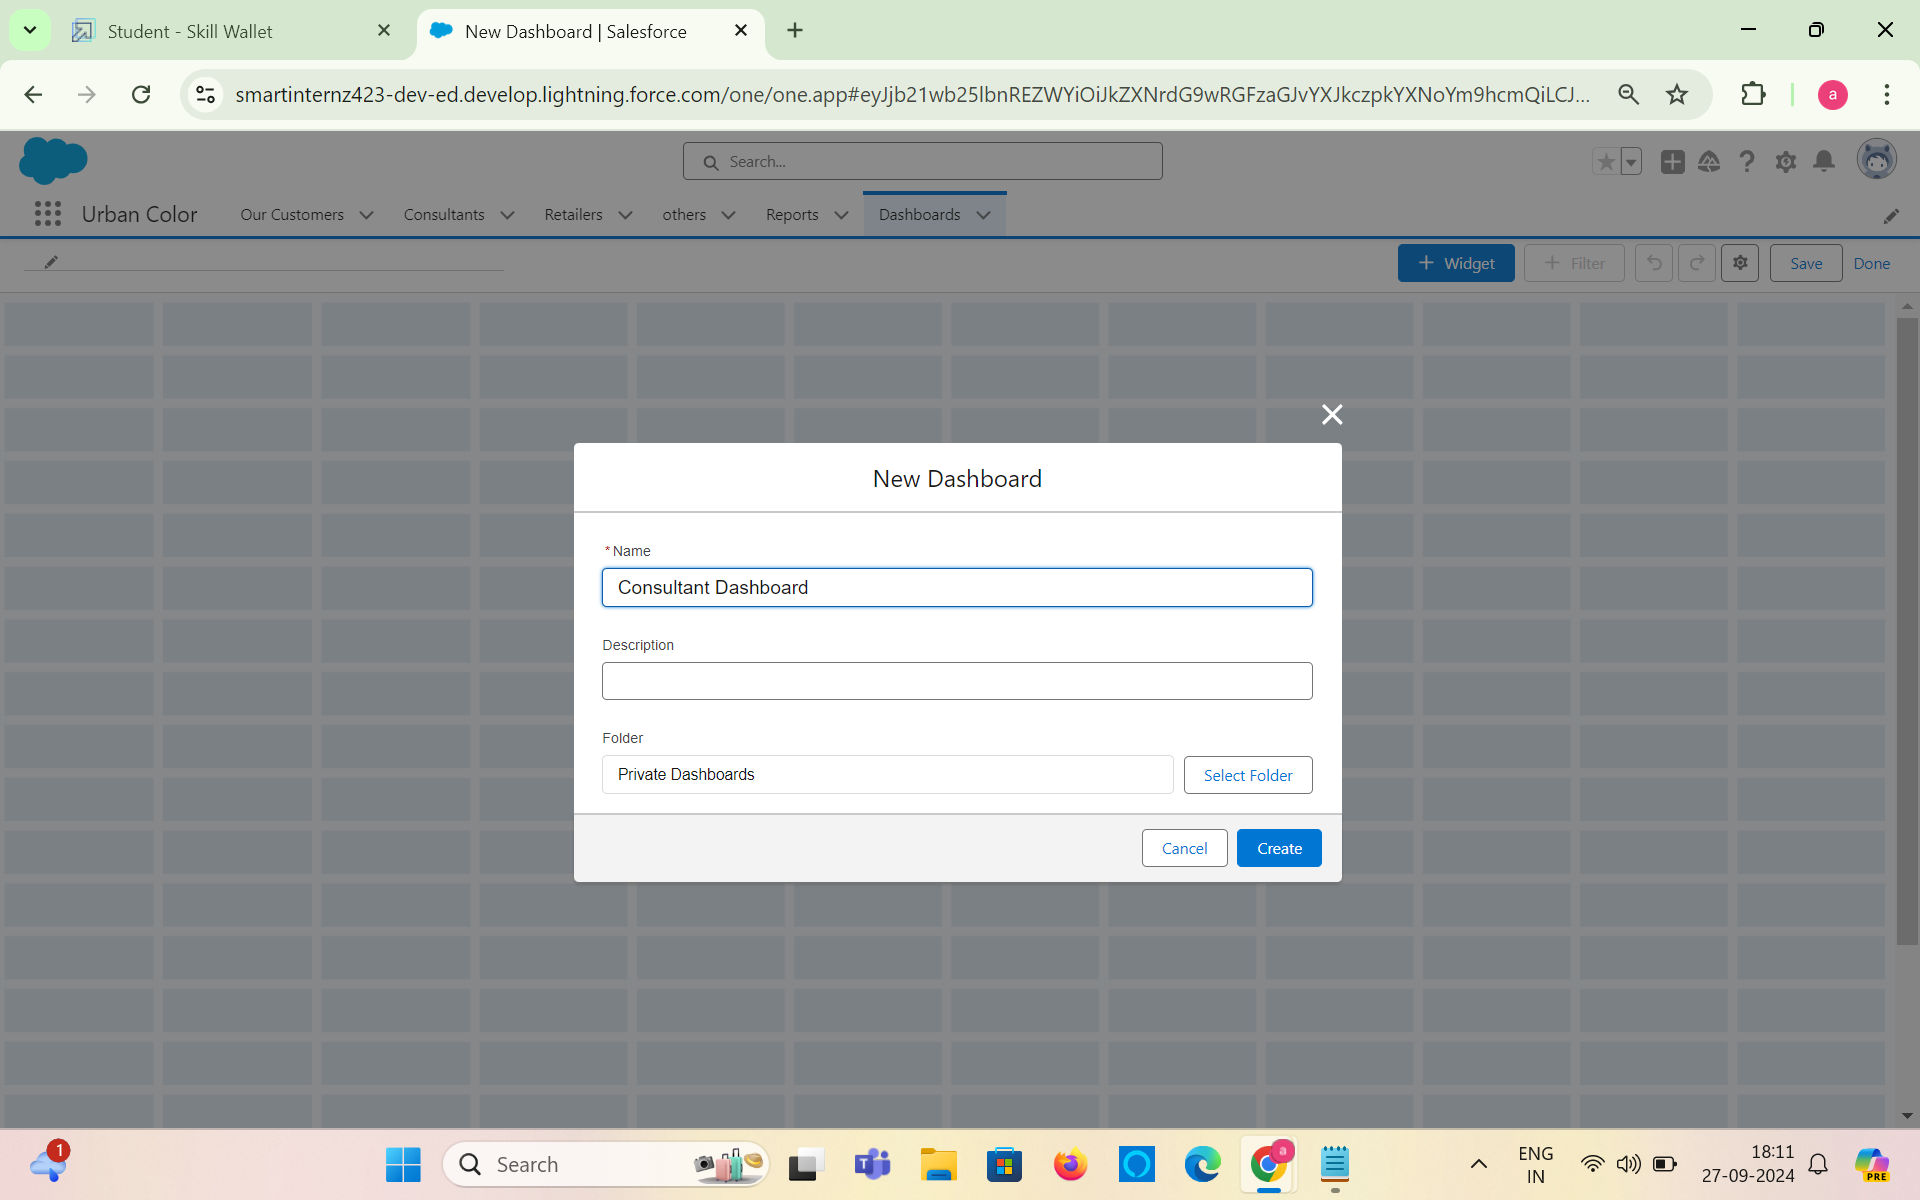 Student - Skill Wallet
New Dashboard | Salesforce
smartinternz423-dev-ed.develop.lightning.force.com/one/one.app#eyJjb21wb25lbnREZWYiOiJkZXNrdG9wRGFzaGJvYXJkczpkYXNoYm9hcmQiLCJ...
a
Search...
Urban Color
Our Customers
Consultants
Retailers
others
Reports
Dashboards
+ Widget
+ Filter
Save
Done
New Dashboard
* Name
Consultant Dashboard
Description
Folder
Private Dashboards
Select Folder
Cancel
Create
1
Search
a
ENG
IN
18:11
27-09-2024
PRE